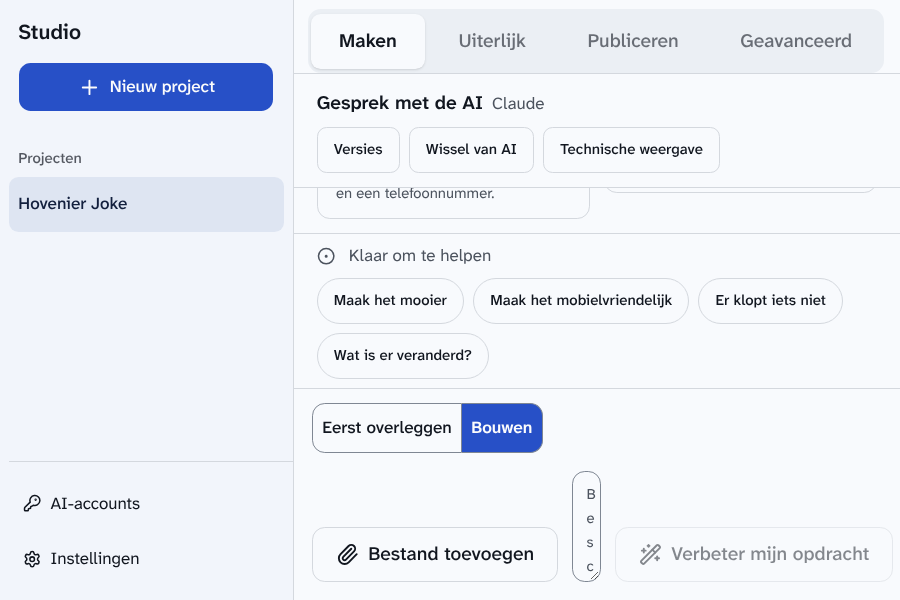 Studio
Nieuw project
Projecten
Hovenier Joke
AI-accounts
Instellingen
Maken
Uiterlijk
Publiceren
Geavanceerd
Gesprek met de AI Claude
Versies
Wissel van AI
Technische weergave
en een telefoonnummer.
Klaar om te helpen
Maak het mooier
Maak het mobielvriendelijk
Er klopt iets niet
Wat is er veranderd?
Eerst overleggen
Bouwen
Bestand toevoegen
B
e
s
c
Verbeter mijn opdracht